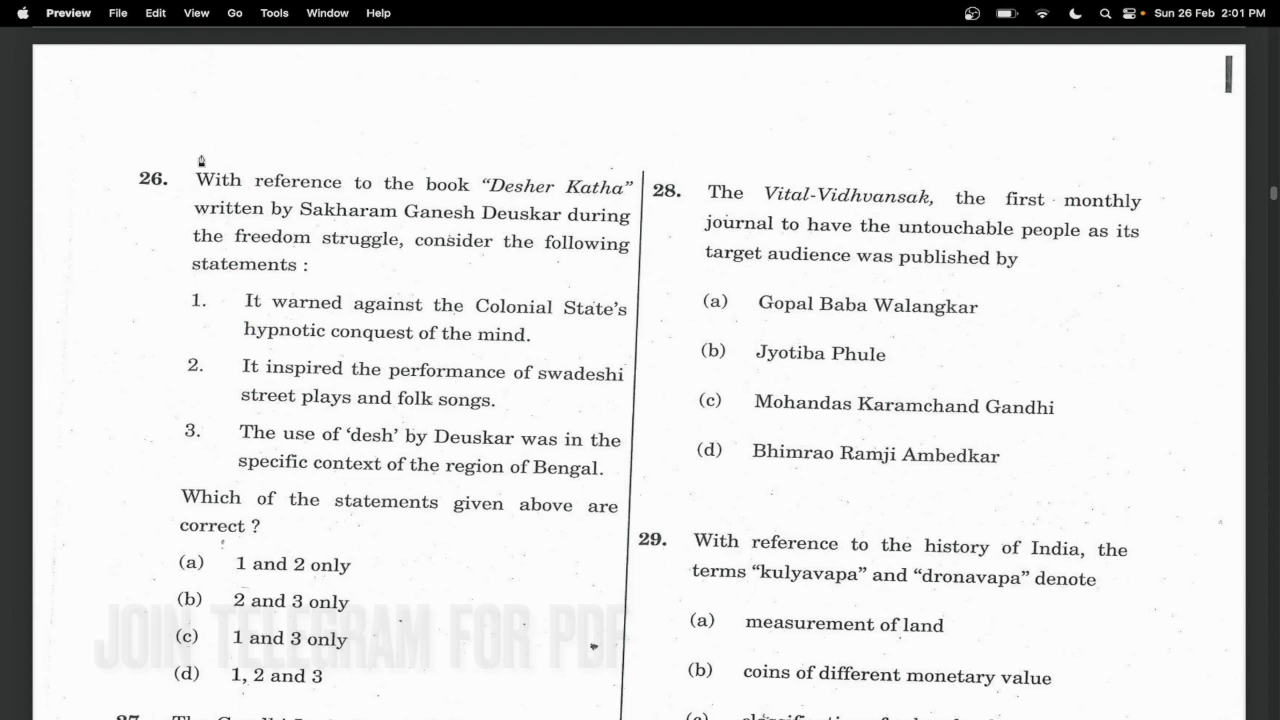 Preview File Edit View Go Tools Window Help Sun 26 Feb 2:01 PM
26. With reference to the book “Desher Katha”
written by Sakharam Ganesh Deuskar during
the freedom struggle, consider the following
statements :
1. It warned against the Colonial State’s
hypnotic conquest of the mind.
2. It inspired the performance of swadeshi
street plays and folk songs.
3. The use of ‘desh’ by Deuskar was in the
specific context of the region of Bengal.
Which of the statements given above are
correct ?
(a) 1 and 2 only
(b) 2 and 3 only
(c) 1 and 3 only
(d) 1, 2 and 3
JOIN TELEGRAM FOR PDF
27. The Gandhi
28. The Vital-Vidhvansak, the first monthly
journal to have the untouchable people as its
target audience was published by
(a) Gopal Baba Walangkar
(b) Jyotiba Phule
(c) Mohandas Karamchand Gandhi
(d) Bhimrao Ramji Ambedkar
29. With reference to the history of India, the
terms “kulyavapa” and “dronavapa” denote
(a) measurement of land
(b) coins of different monetary value
(c)